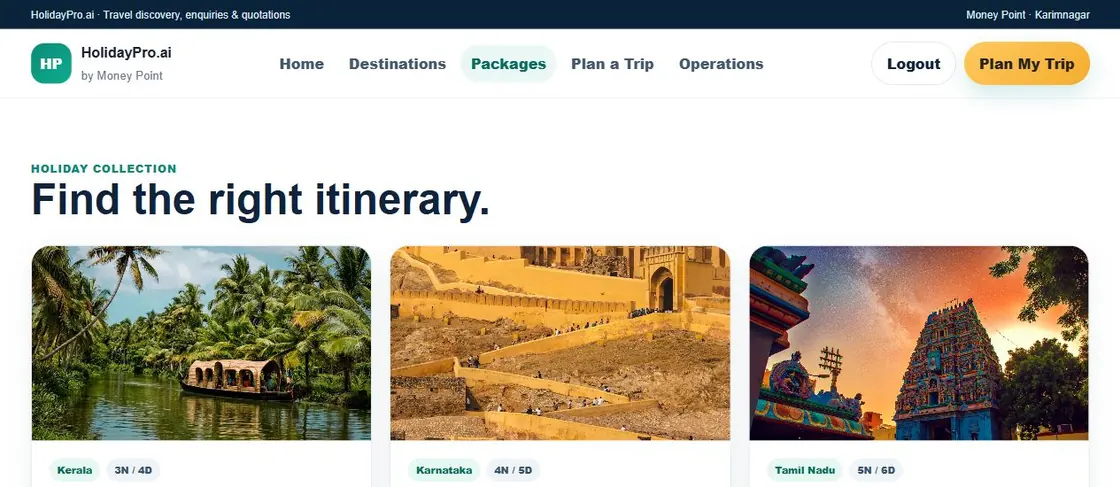 HolidayPro.ai · Travel discovery, enquiries & quotations
Money Point · Karimnagar
HP
HolidayPro.ai
by Money Point
Home
Destinations
Packages
Plan a Trip
Operations
Logout
Plan My Trip
HOLIDAY COLLECTION
Find the right itinerary.
Kerala
3N / 4D
Karnataka
4N / 5D
Tamil Nadu
5N / 6D